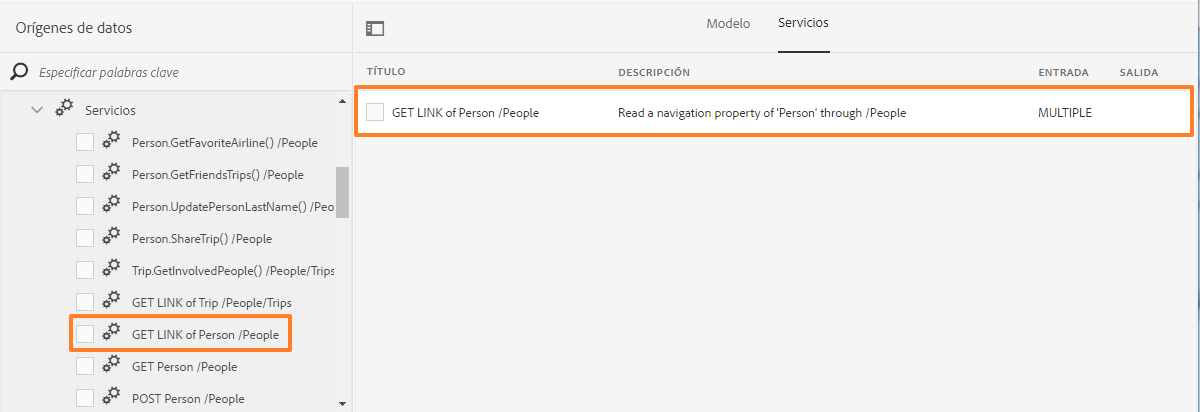 Orígenes de datos
Modelo Servicios
Especificar palabras clave
TÍTULO DESCRIPCIÓN ENTRADA SALIDA
Servicios
GET LINK of Person /People Read a navigation property of 'Person' through /People MULTIPLE
Person.GetFavoriteAirline() /People
Person.GetFriendsTrips() /People
Person.UpdatePersonLastName() /Peo
Person.ShareTrip() /People
Trip.GetInvolvedPeople() /People/Trips
GET LINK of Trip /People/Trips
GET LINK of Person /People
GET Person /People
POST Person /People